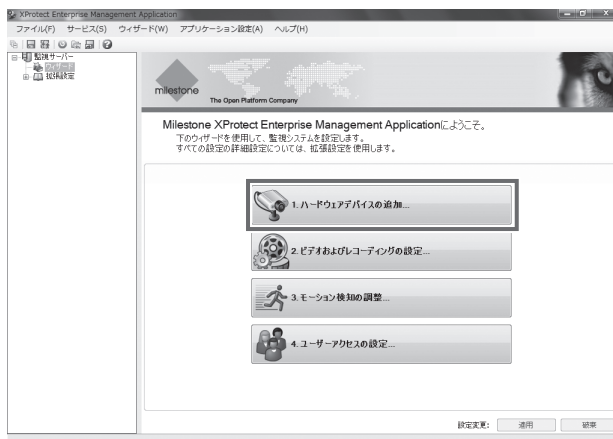 XProtect Enterprise Management Application
ファイル(F) サービス(S) ウィザード(W) アプリケーション設定(A) ヘルプ(H)
監視サーバー
ウィザード
拡張設定
milestone
The Open Platform Company
Milestone XProtect Enterprise Management Applicationにようこそ。
下のウィザードを使用して、監視システムを設定します。
すべての設定の詳細設定については、拡張設定を使用します。
1. ハードウェアデバイスの追加...
2. ビデオおよびレコーディングの設定...
3. モーション検知の調整...
4. ユーザーアクセスの設定...
設定変更: 適用 破棄